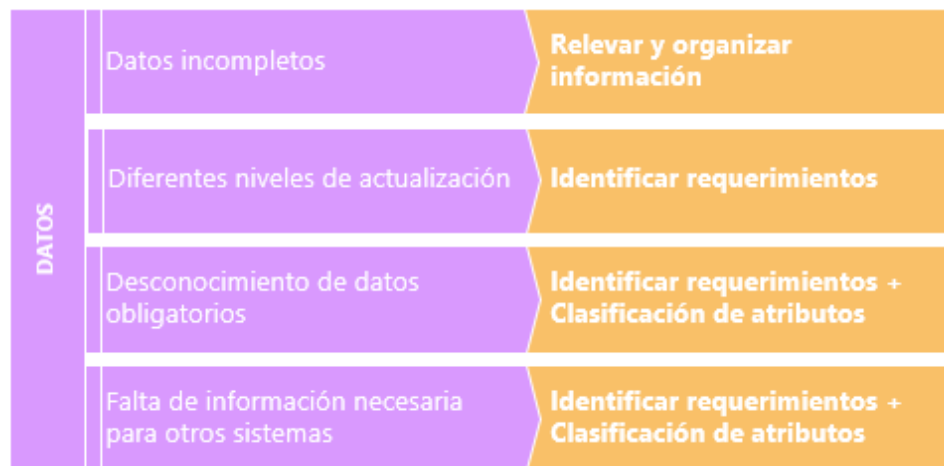 DATOS
Datos incompletos
Relevar y organizar
información
Diferentes niveles de actualización
Identificar requerimientos
Desconocimiento de datos
obligatorios
Identificar requerimientos +
Clasificación de atributos
Falta de información necesaria
para otros sistemas
Identificar requerimientos +
Clasificación de atributos